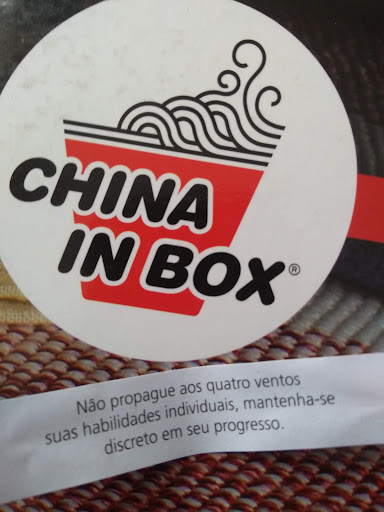 CHINA
IN BOX®
Não propague aos quatro ventos
suas habilidades individuais, mantenha-se
discreto em seu progresso.